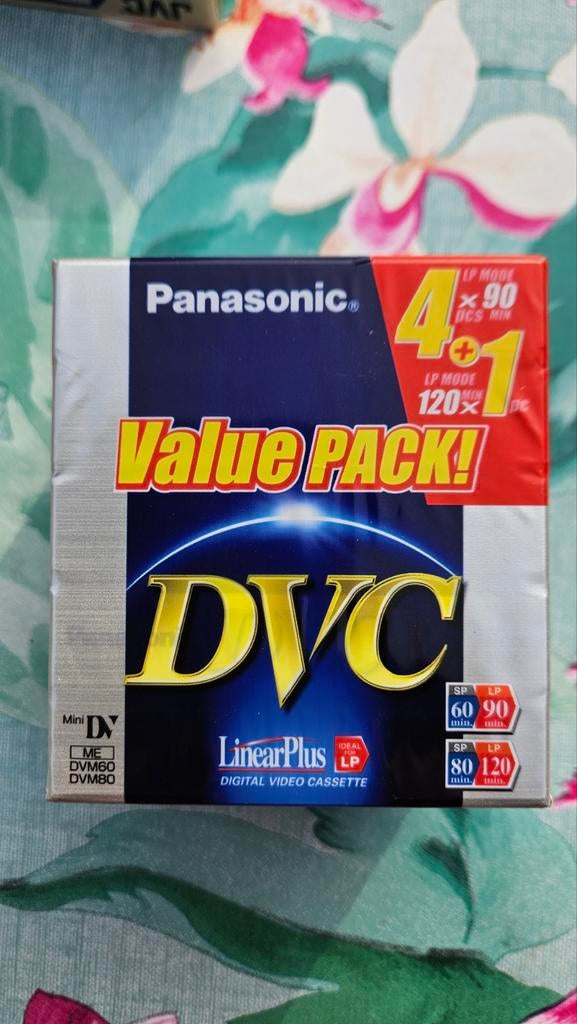 DVC
Panasonic®
4 x 90
LP MODE
PCS MIN
+1
LP MODE
120 MIN x
PC
Value PACK!
DVC
Mini DV
ME
DVM60
DVM80
LinearPlus
DIGITAL VIDEO CASSETTE
IDEAL
FOR
LP
SP LP
60 90
min. min.
SP LP
80 120
min. min.